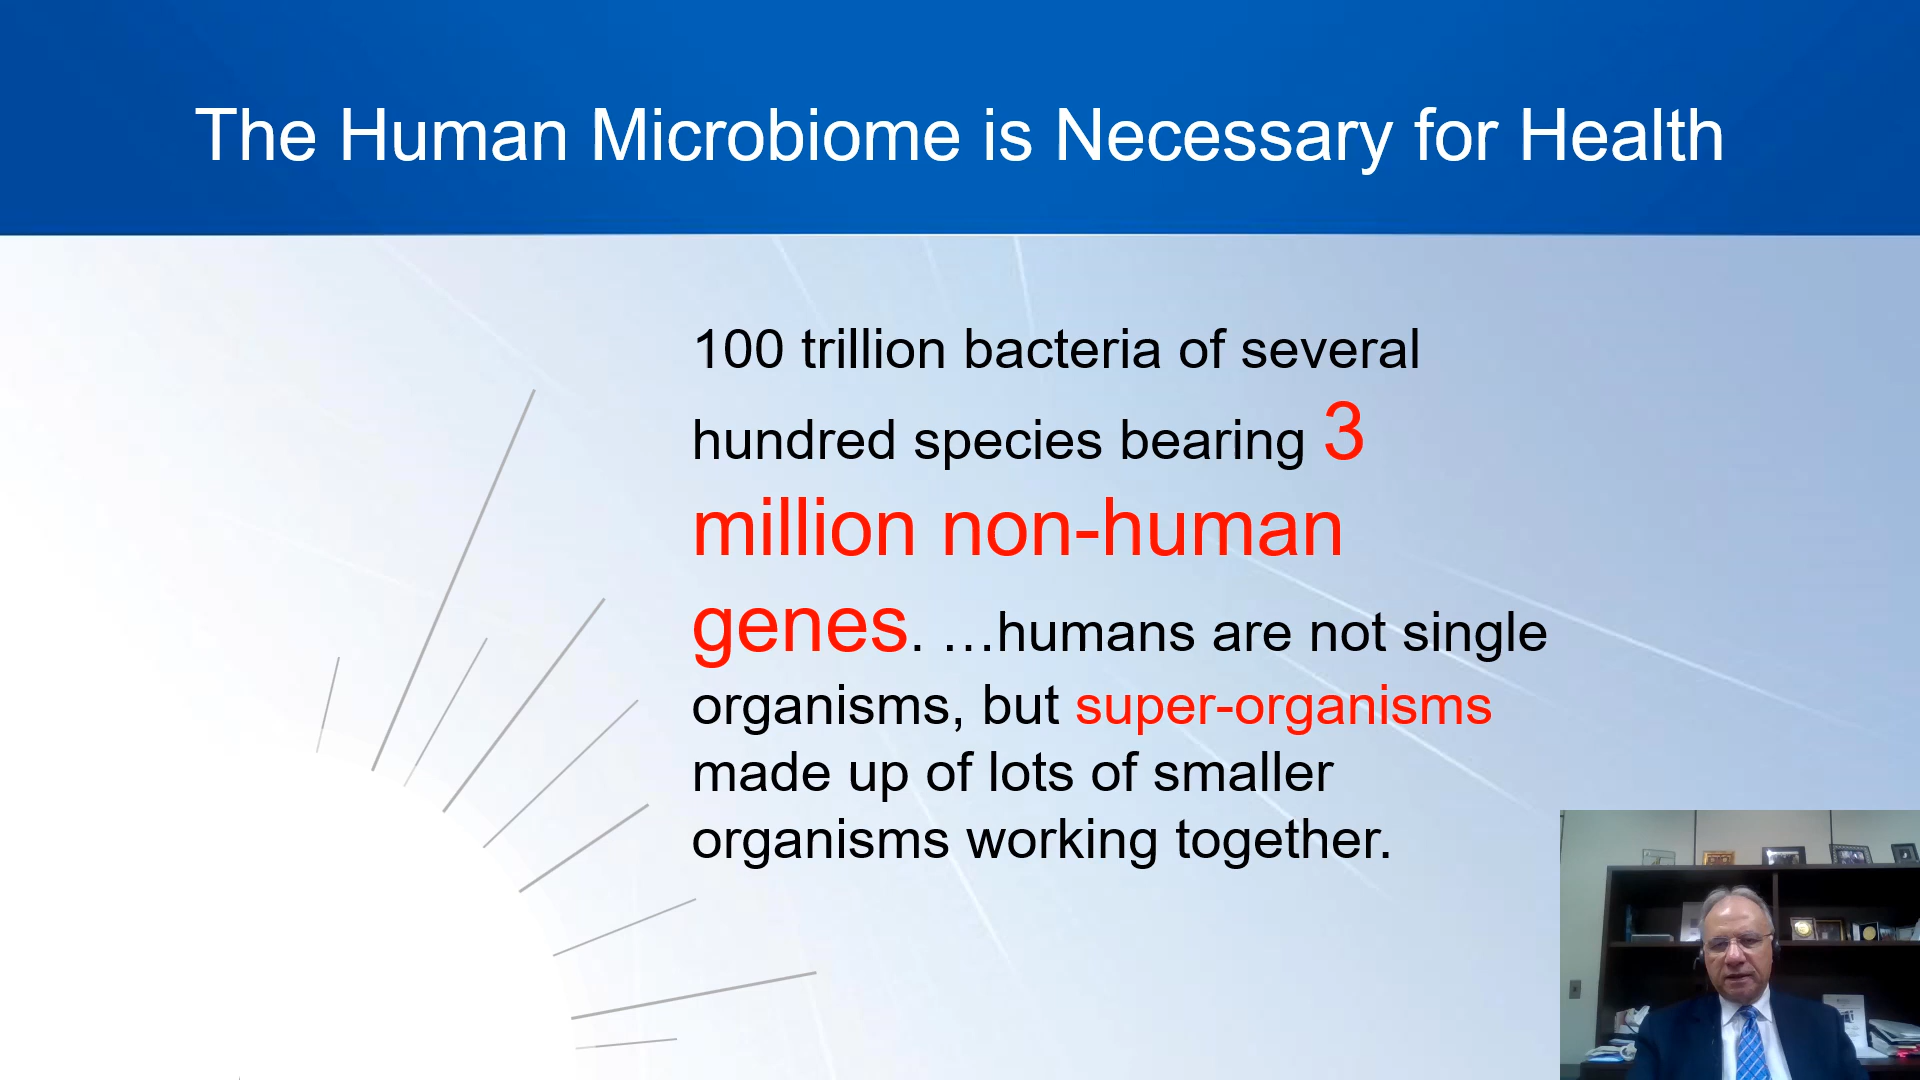 The Human Microbiome is Necessary for Health
100 trillion bacteria of several
hundred species bearing 3
million non-human
genes. …humans are not single
organisms, but super-organisms
made up of lots of smaller
organisms working together.